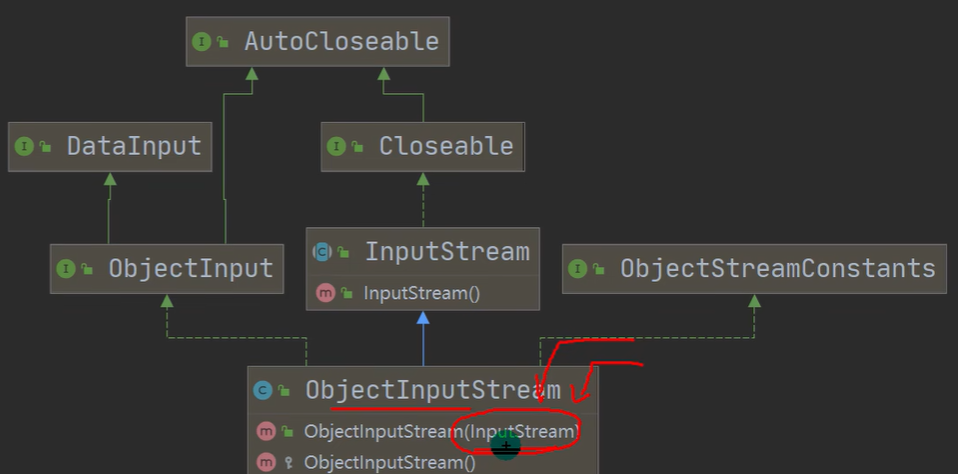 AutoCloseable
DataInput
Closeable
ObjectInput
InputStream
InputStream()
ObjectStreamConstants
ObjectInputStream
ObjectInputStream(InputStream)
ObjectInputStream()